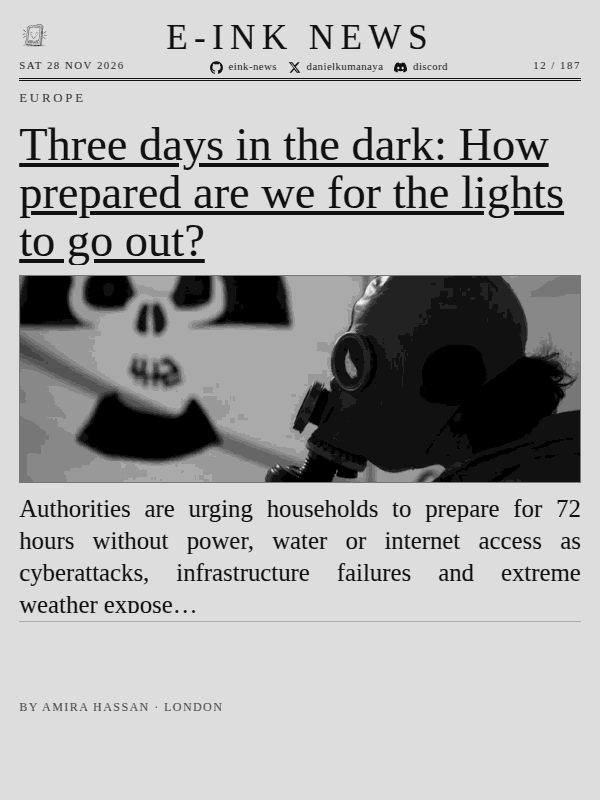 E-INK NEWS
SAT 28 NOV 2026 eink-news danielkumanaya discord 12 / 187
EUROPE
Three days in the dark: How
prepared are we for the lights
to go out?
Authorities are urging households to prepare for 72
hours without power, water or internet access as
cyberattacks, infrastructure failures and extreme
weather expose…
BY AMIRA HASSAN · LONDON